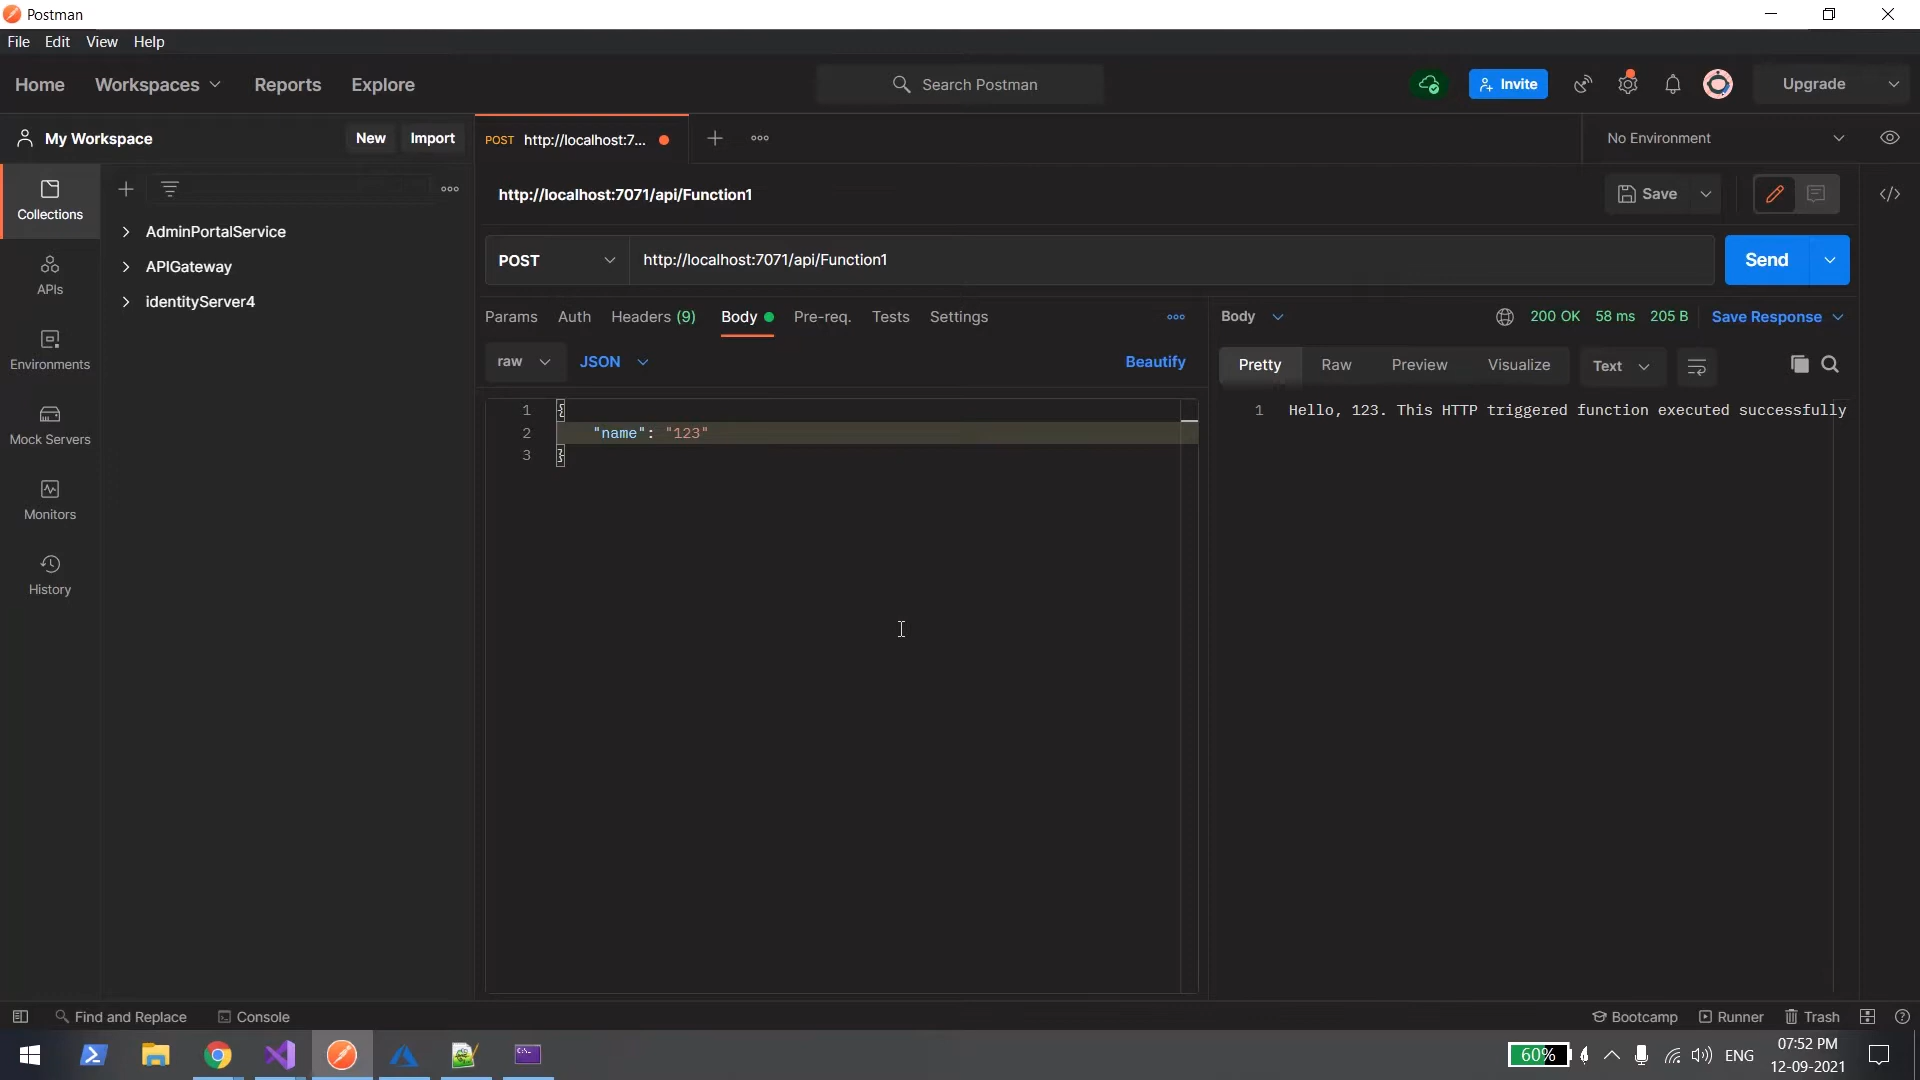 Postman
File Edit View Help
Home Workspaces Reports Explore Search Postman Invite Upgrade
My Workspace New Import POST http://localhost:7... No Environment
Collections
APIs
Environments
Mock Servers
Monitors
History
AdminPortalService
APIGateway
identityServer4
http://localhost:7071/api/Function1 Save
POST http://localhost:7071/api/Function1 Send
Params Auth Headers (9) Body Pre-req. Tests Settings
raw JSON Beautify
1 {
2 "name": "123"
3 }
Body 200 OK 58 ms 205 B Save Response
Pretty Raw Preview Visualize Text
1 Hello, 123. This HTTP triggered function executed successfully
Find and Replace Console Bootcamp Runner Trash
60% ENG 07:52 PM
12-09-2021